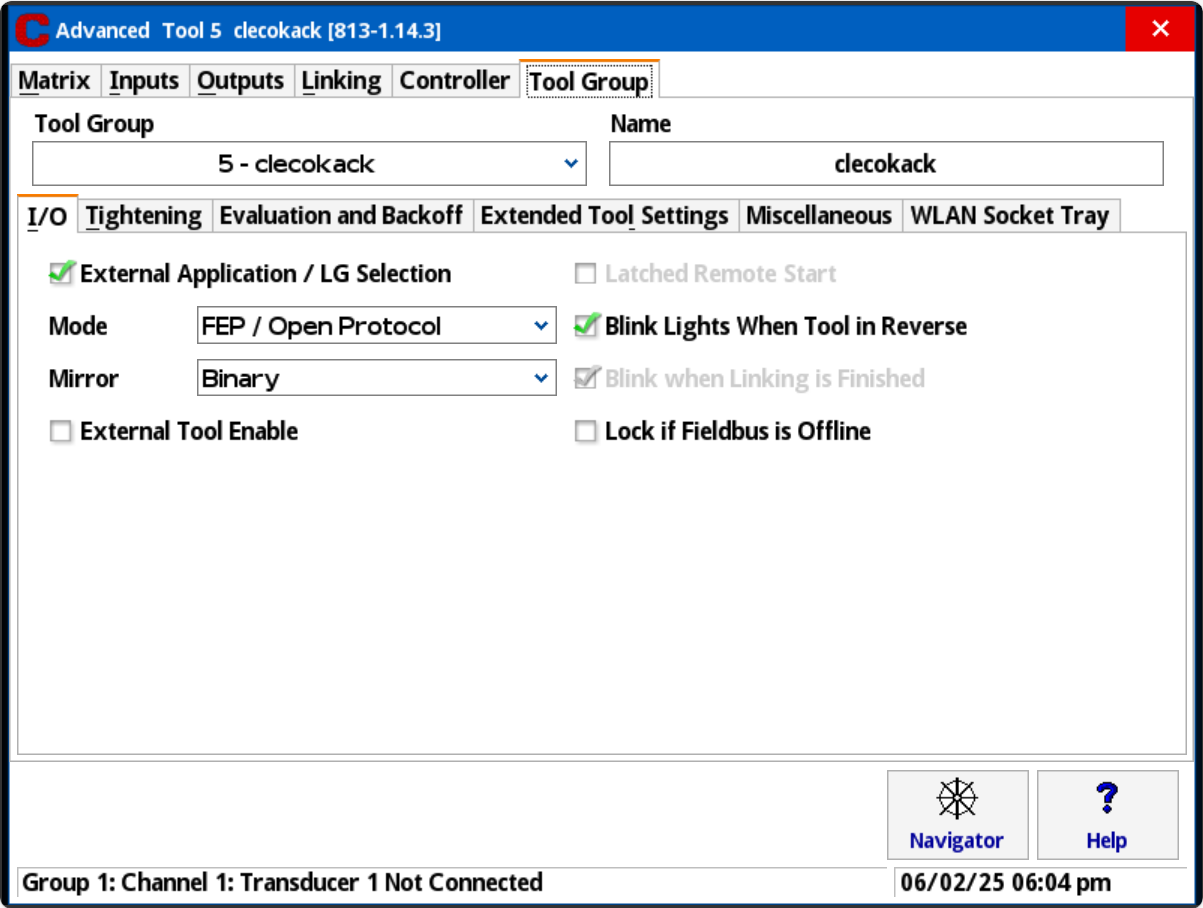 Advanced Tool 5 clecokack [813-1.14.3]
Matrix Inputs Outputs Linking Controller Tool Group
Tool Group Name
5 - clecokack clecokack
I/O Tightening Evaluation and Backoff Extended Tool Settings Miscellaneous WLAN Socket Tray
External Application / LG Selection Latched Remote Start
Mode FEP / Open Protocol Blink Lights When Tool in Reverse
Mirror Binary Blink when Linking is Finished
External Tool Enable Lock if Fieldbus is Offline
Navigator Help
Group 1: Channel 1: Transducer 1 Not Connected 06/02/25 06:04 pm